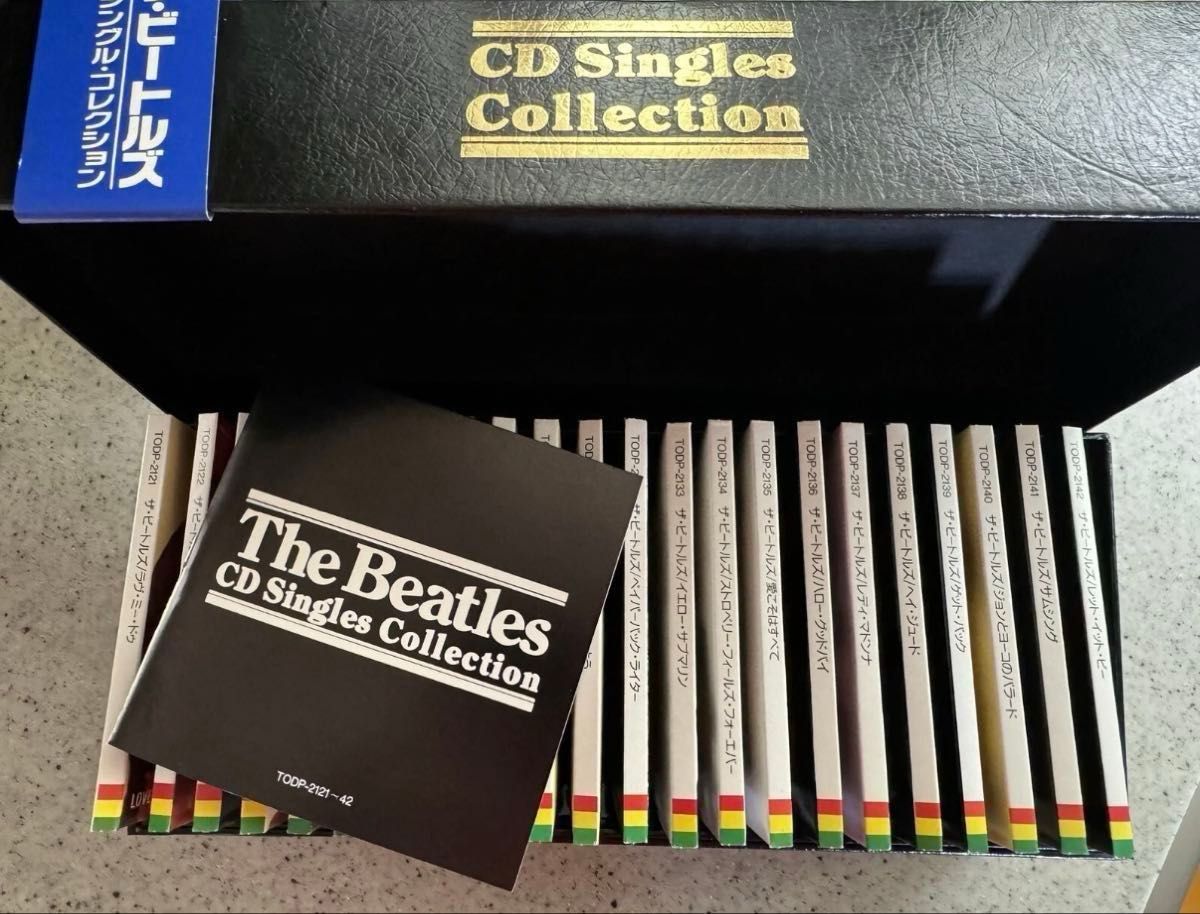 ・ビートルズ
ングル・コレクション
CD Singles
Collection
The Beatles
CD Singles Collection
TODP-2121~42
TODP-2121 ザ・ビートルズ/ラヴ・ミー・ドゥ
TODP-2122 ザ・ビー
LOVE
ザ・ビートルズ/ペイパーバック・ライター
TODP-2133 ザ・ビートルズ/イエロー・サブマリン
TODP-2134 ザ・ビートルズ/ストロベリー・フィールズ・フォーエバー
TODP-2135 ザ・ビートルズ/愛こそはすべて
TODP-2136 ザ・ビートルズ/ハロー・グッドバイ
TODP-2137 ザ・ビートルズ/レディ・マドンナ
TODP-2138 ザ・ビートルズ/ヘイ・ジュード
TODP-2139 ザ・ビートルズ/ゲット・バック
TODP-2140 ザ・ビートルズ/ジョンとヨーコのバラード
TODP-2141 ザ・ビートルズ/サムシング
TODP-2142 ザ・ビートルズ/レット・イット・ビー